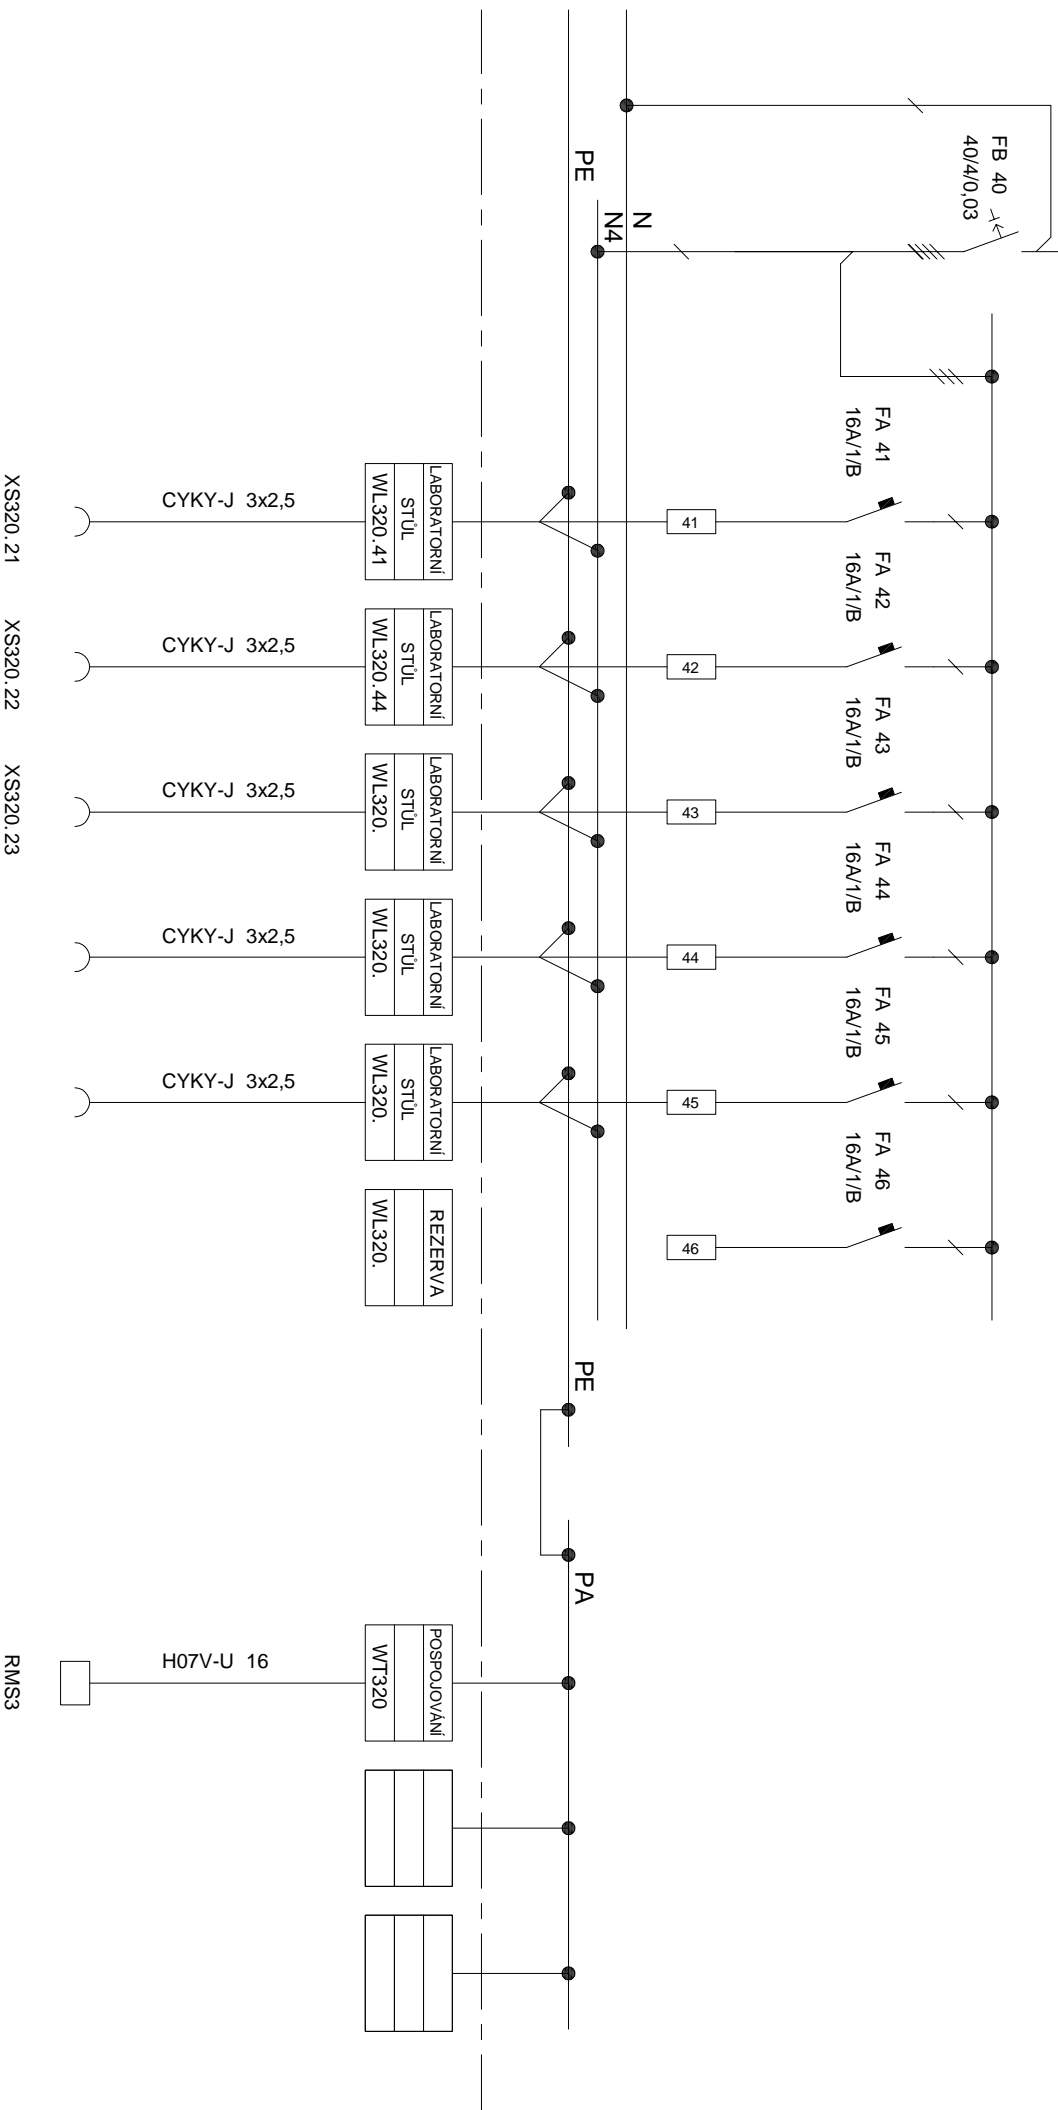 FB 40
40/4/0,03
PE
N4
N
FA 41
16A/1/B
FA 42
16A/1/B
FA 43
16A/1/B
FA 44
16A/1/B
FA 45
16A/1/B
FA 46
16A/1/B
41
42
43
44
45
46
PE
PA
LABORATORNÍ
STŮL
WL320.41
LABORATORNÍ
STŮL
WL320.44
LABORATORNÍ
STŮL
WL320.
LABORATORNÍ
STŮL
WL320.
LABORATORNÍ
STŮL
WL320.
REZERVA
WL320.
POSPOJOVÁNÍ
WT320
CYKY-J 3x2,5
CYKY-J 3x2,5
CYKY-J 3x2,5
CYKY-J 3x2,5
CYKY-J 3x2,5
H07V-U 16
XS320.21
XS320.22
XS320.23
RMS3